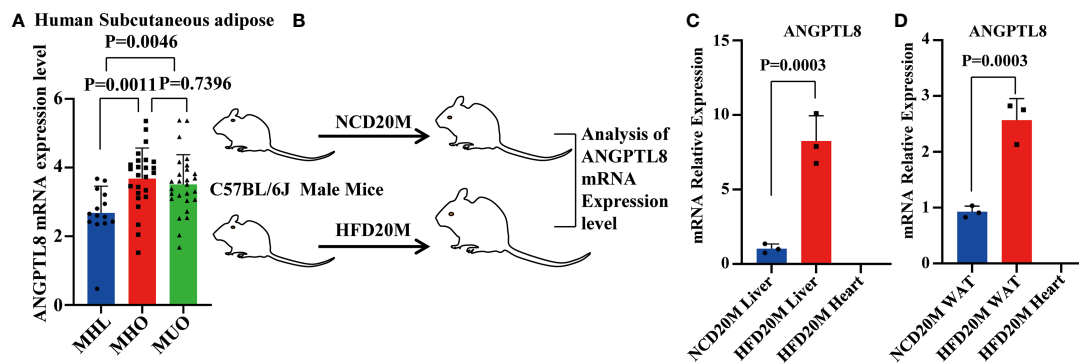 A
Human Subcutaneous adipose
P=0.0046
P=0.0011
P=0.7396
ANGPTL8 mRNA expression level
6
4
2
0
MHL
MHO
MUO
B
NCD20M
C57BL/6J Male Mice
HFD20M
Analysis of
ANGPTL8
mRNA
Expression
level
C
ANGPTL8
P=0.0003
mRNA Relative Expression
15
10
5
0
NCD20M Liver
HFD20M Liver
HFD20M Heart
D
ANGPTL8
P=0.0003
mRNA Relative Expression
4
3
2
1
0
NCD20M WAT
HFD20M WAT
HFD20M Heart